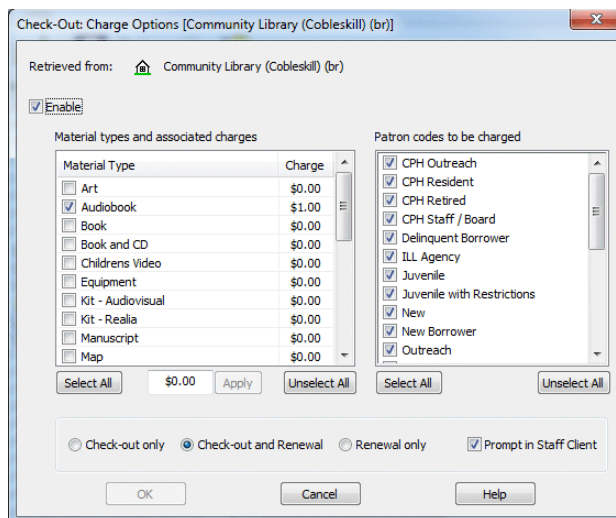 Check-Out: Charge Options [Community Library (Cobleskill) (br)]
Retrieved from: Community Library (Cobleskill) (br)
Enable
Material types and associated charges
Material Type Charge
Art $0.00
Audiobook $1.00
Book $0.00
Book and CD $0.00
Childrens Video $0.00
Equipment $0.00
Kit - Audiovisual $0.00
Kit - Realia $0.00
Manuscript $0.00
Map $0.00
Select All $0.00 Apply Unselect All
Patron codes to be charged
CPH Outreach
CPH Resident
CPH Retired
CPH Staff / Board
Delinquent Borrower
ILL Agency
Juvenile
Juvenile with Restrictions
New
New Borrower
Outreach
Select All Unselect All
Check-out only Check-out and Renewal Renewal only Prompt in Staff Client
OK Cancel Help